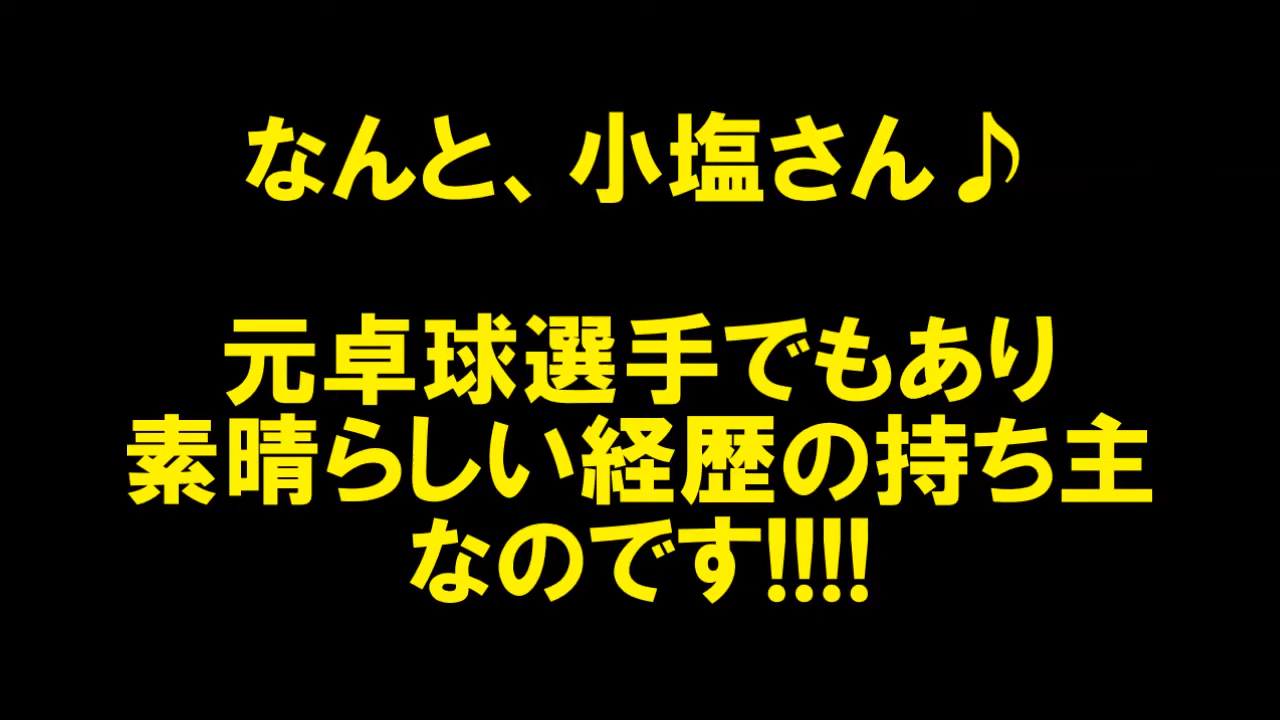 なんと、小塩さん♪
元卓球選手でもあり
素晴らしい経歴の持ち主
なのです!!!!